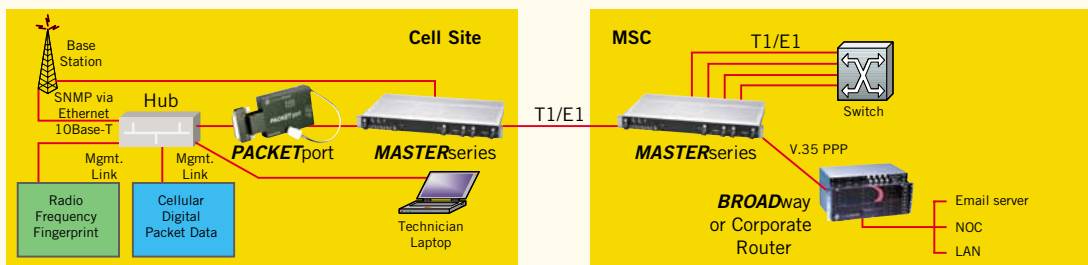 Cell Site
Base
Station
SNMP via
Ethernet
10Base-T
Hub
PACKETport
PACKETport
MASTERseries
Mgmt.
Link
Mgmt.
Link
Radio
Frequency
Fingerprint
Cellular
Digital
Packet Data
Technician
Laptop
T1/E1
MSC
T1/E1
Switch
MASTERseries
V.35 PPP
BROADway
or Corporate
Router
Email server
NOC
LAN